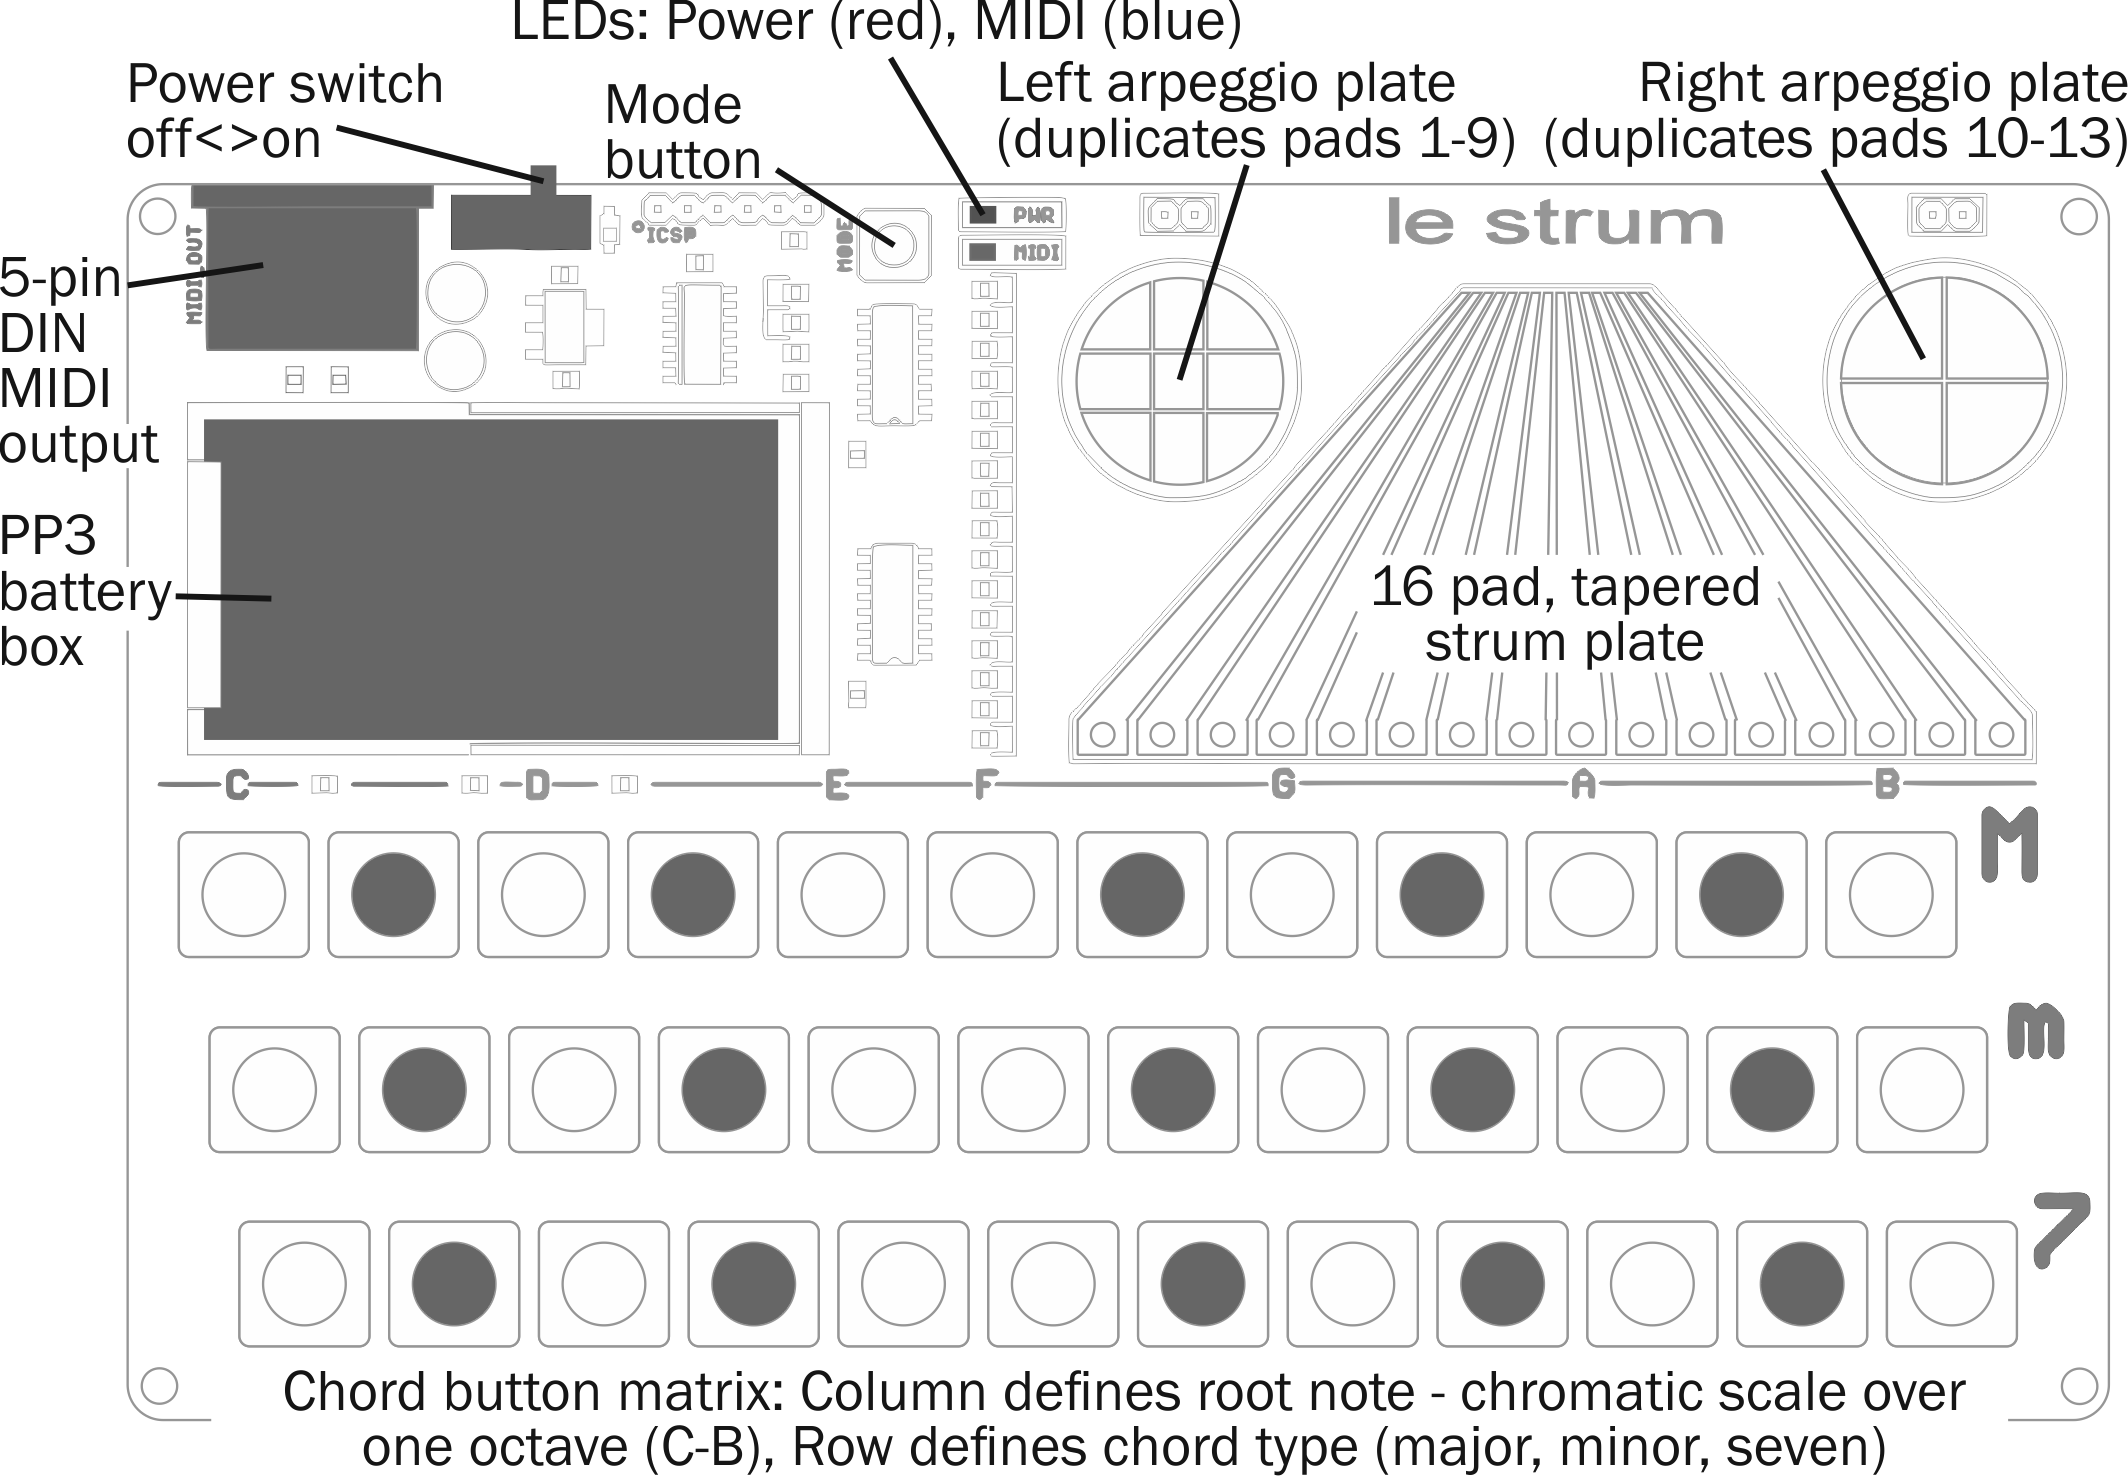 LEDs: Power (red), MIDI (blue)
Power switch
off<>on
Mode
button
Left arpeggio plate
(duplicates pads 1-9)
Right arpeggio plate
(duplicates pads 10-13)
5-pin
DIN
MIDI
output
MIDI OUT
ICSP
MODE
PWR
MIDI
le strum
PP3
battery
box
16 pad, tapered
strum plate
C D E F G A B
M
m
7
Chord button matrix: Column defines root note - chromatic scale over
one octave (C-B), Row defines chord type (major, minor, seven)